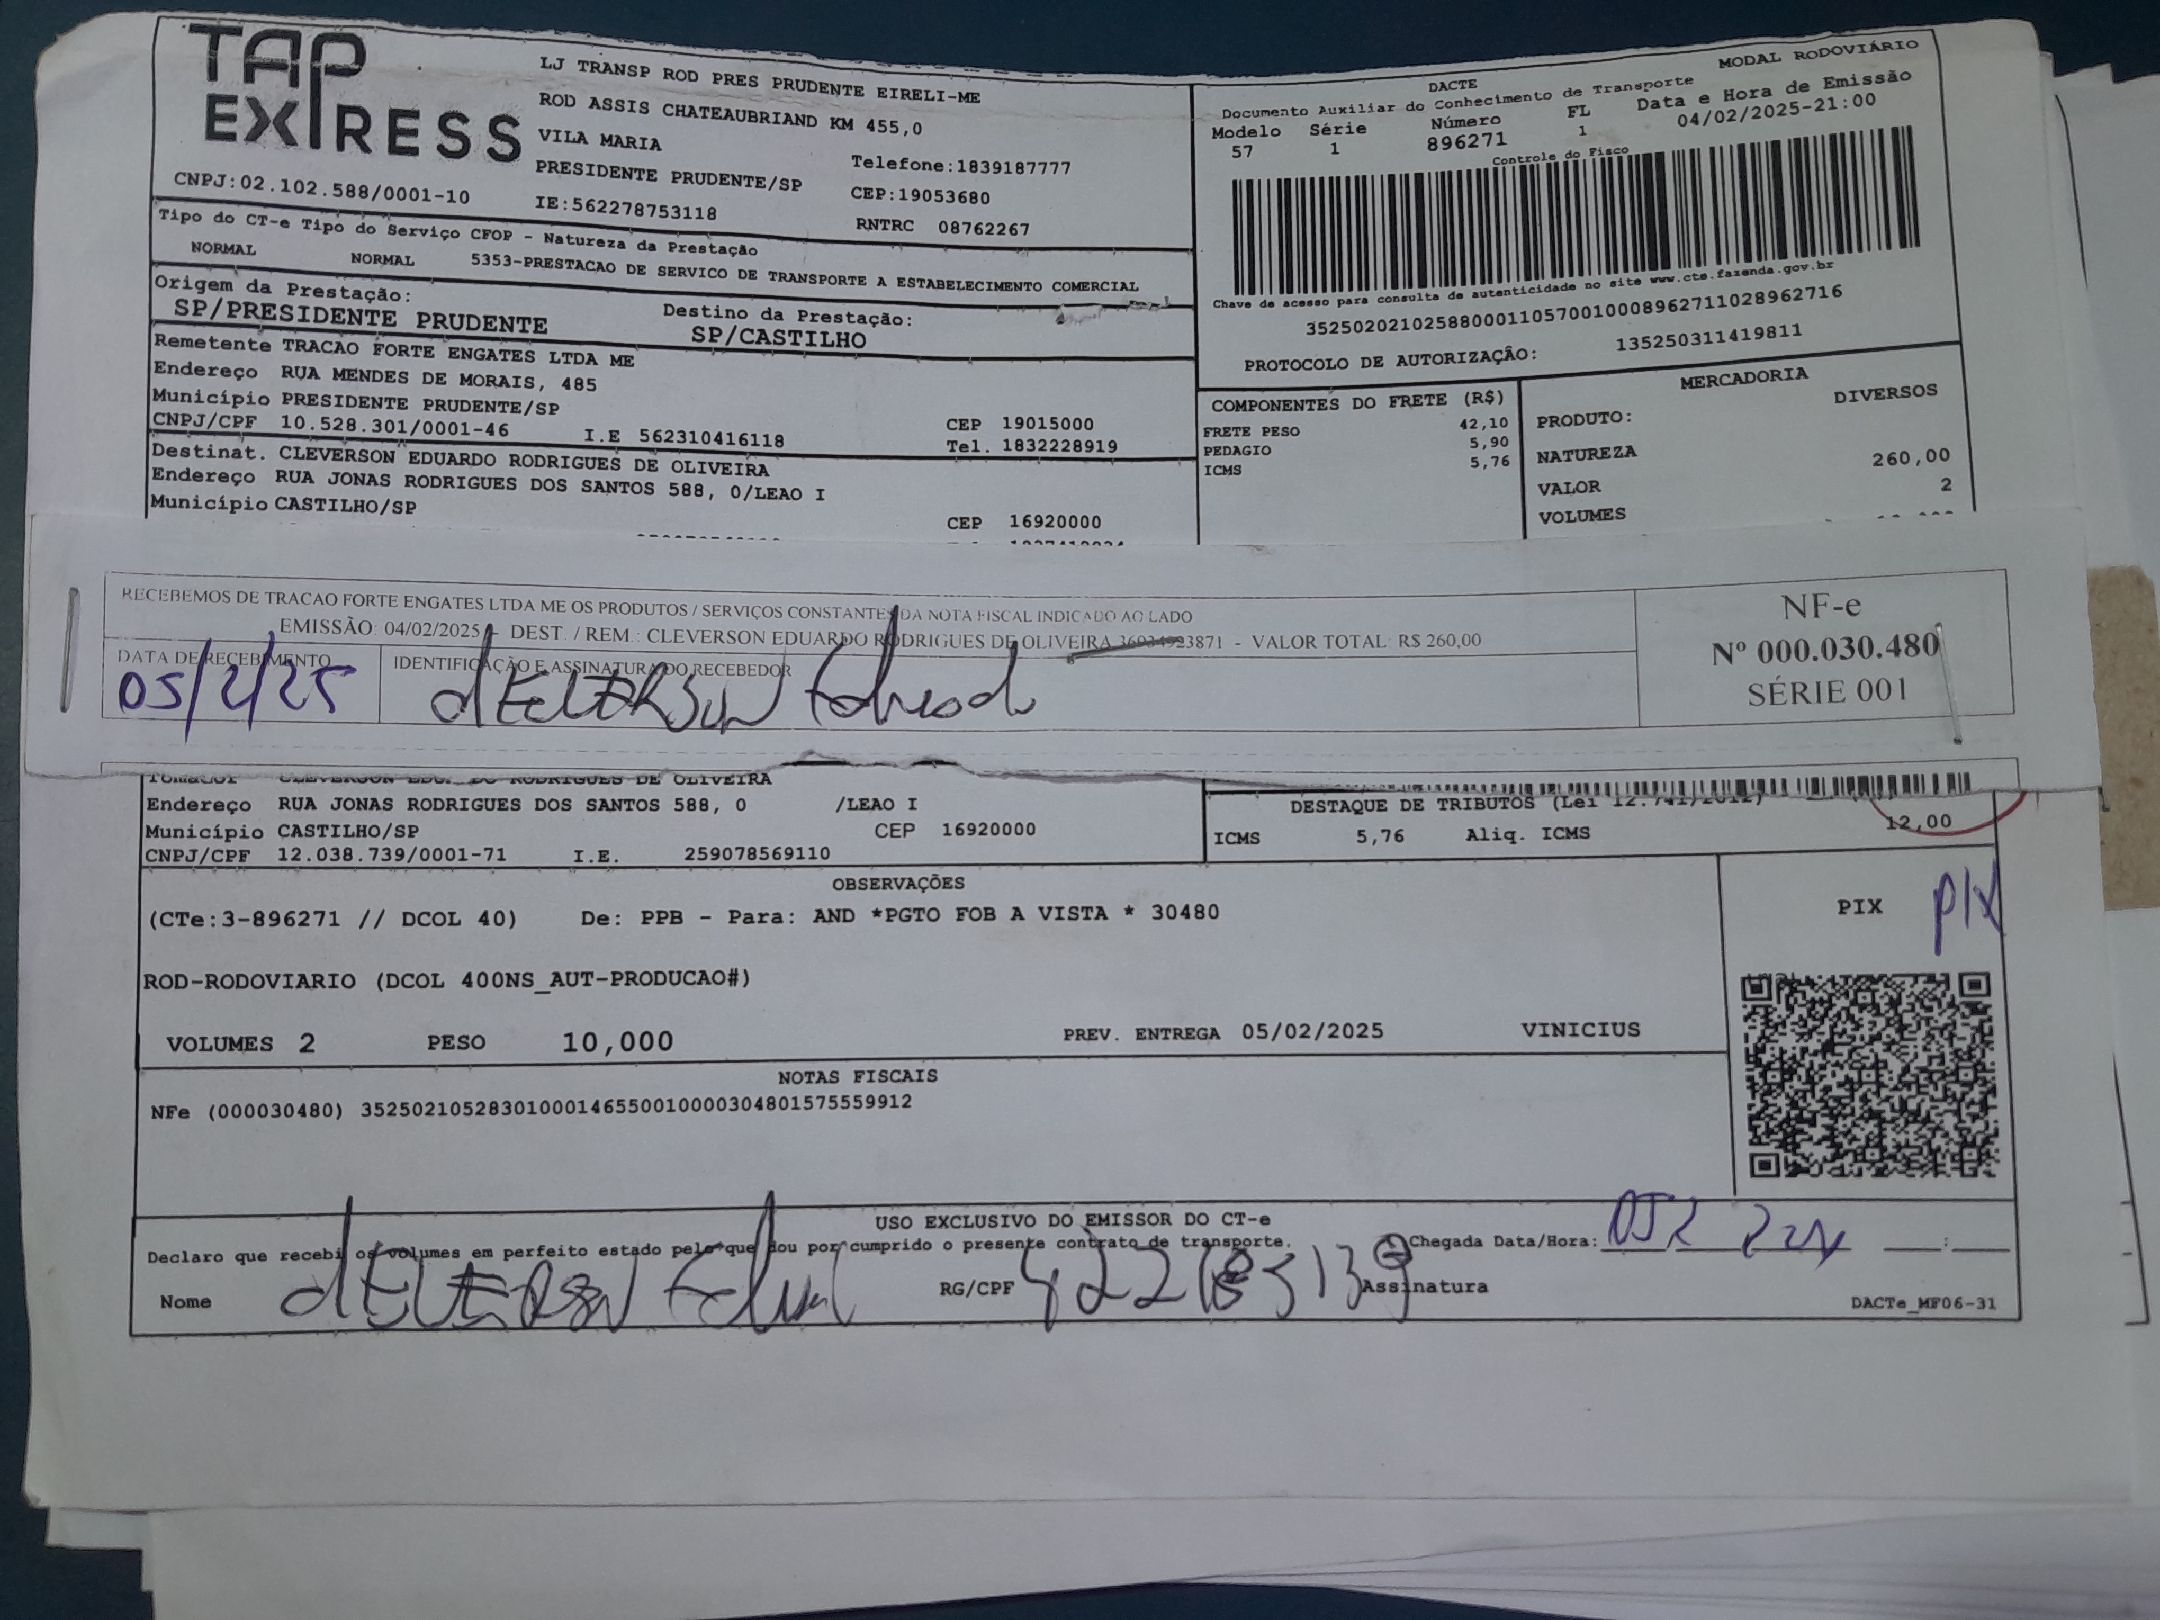 TAP
EXPRESS
LJ TRANSP ROD PRES PRUDENTE EIRELI-ME
ROD ASSIS CHATEAUBRIAND KM 455,0
VILA MARIA
PRESIDENTE PRUDENTE/SP
Telefone:1839187777
CEP:19053680
CNPJ:02.102.588/0001-10
IE:562278753118
RNTRC 08762267
MODAL RODOVIÁRIO
DACTE
Documento Auxiliar do Conhecimento de Transporte
Modelo Série Número FL Data e Hora de Emissão
57 1 896271 1 04/02/2025-21:00
Controle do Fisco
Chave de acesso para consulta de autenticidade no site www.cte.fazenda.gov.br
35250202102588000110570010008962711028962716
PROTOCOLO DE AUTORIZAÇÃO: 135250311419811
Tipo do CT-e Tipo do Serviço CFOP - Natureza da Prestação
NORMAL NORMAL 5353-PRESTACAO DE SERVICO DE TRANSPORTE A ESTABELECIMENTO COMERCIAL
Origem da Prestação: Destino da Prestação:
SP/PRESIDENTE PRUDENTE SP/CASTILHO
Remetente TRACAO FORTE ENGATES LTDA ME
Endereço RUA MENDES DE MORAIS, 485
Município PRESIDENTE PRUDENTE/SP CEP 19015000
CNPJ/CPF 10.528.301/0001-46 I.E 562310416118 Tel. 1832228919
Destinat. CLEVERSON EDUARDO RODRIGUES DE OLIVEIRA
Endereço RUA JONAS RODRIGUES DOS SANTOS 588, 0/LEAO I
Município CASTILHO/SP CEP 16920000
COMPONENTES DO FRETE (R$)
FRETE PESO 42,10
PEDAGIO 5,90
ICMS 5,76
MERCADORIA
PRODUTO: DIVERSOS
NATUREZA
VALOR 260,00
VOLUMES 2
RECEBEMOS DE TRACAO FORTE ENGATES LTDA ME OS PRODUTOS / SERVIÇOS CONSTANTES DA NOTA FISCAL INDICADO AO LADO
EMISSÃO: 04/02/2025 - DEST. / REM.: CLEVERSON EDUARDO RODRIGUES DE OLIVEIRA 36934923871 - VALOR TOTAL: R$ 260,00
DATA DE RECEBIMENTO IDENTIFICAÇÃO E ASSINATURA DO RECEBEDOR
05/2/25
NF-e
Nº 000.030.480
SÉRIE 001
Tomador CLEVERSON EDUARDO RODRIGUES DE OLIVEIRA
Endereço RUA JONAS RODRIGUES DOS SANTOS 588, 0 /LEAO I
Município CASTILHO/SP CEP 16920000
CNPJ/CPF 12.038.739/0001-71 I.E. 259078569110
DESTAQUE DE TRIBUTOS (Lei 12.741/2012)
ICMS 5,76 Aliq. ICMS 12,00
OBSERVAÇÕES
(CTe:3-896271 // DCOL 40) De: PPB - Para: AND *PGTO FOB A VISTA * 30480
ROD-RODOVIARIO (DCOL 400NS_AUT-PRODUCAO#)
VOLUMES 2 PESO 10,000 PREV. ENTREGA 05/02/2025 VINICIUS
PIX PIX
NOTAS FISCAIS
NFe (000030480) 35250210528301000146550010000304801575559912
USO EXCLUSIVO DO EMISSOR DO CT-e
Declaro que recebi os volumes em perfeito estado pelo que dou por cumprido o presente contrato de transporte.
Chegada Data/Hora:
Nome RG/CPF Assinatura
DACTe_MF06-31